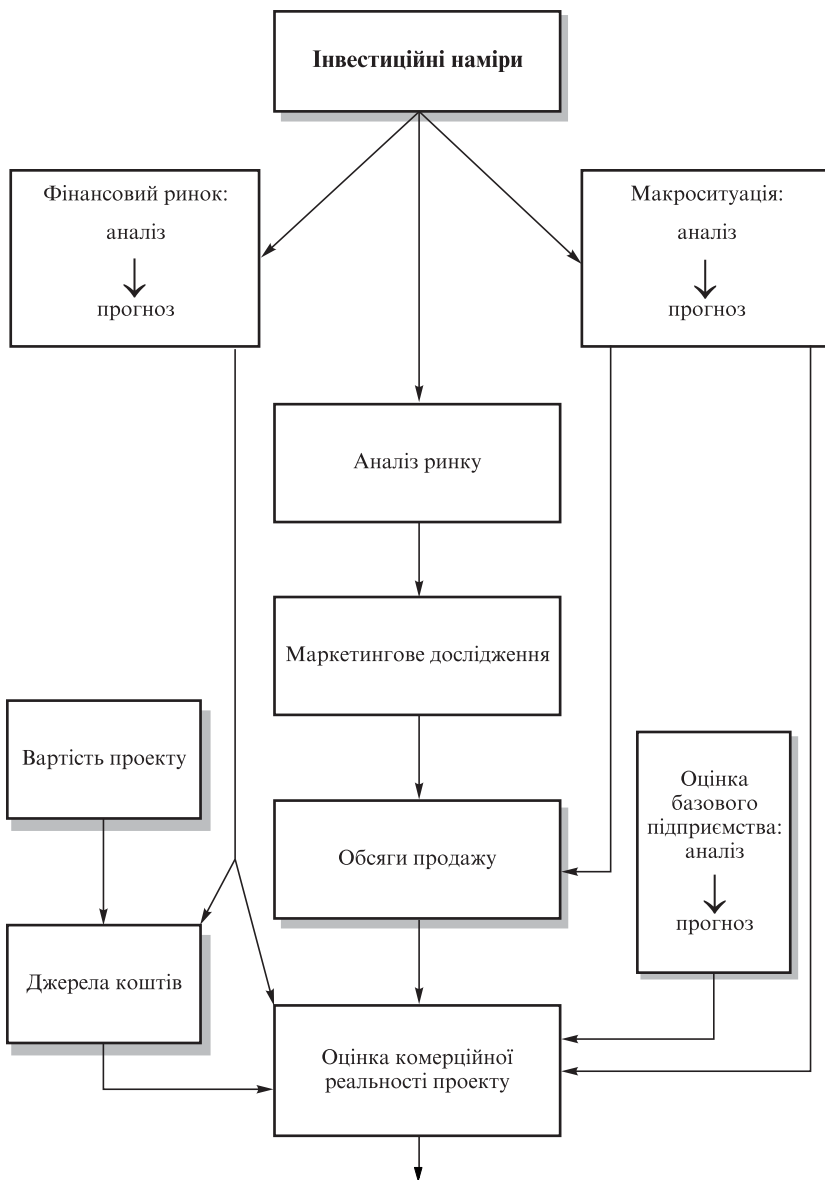 Інвестиційні наміри
Фінансовий ринок:
аналіз
прогноз
Макроситуація:
аналіз
прогноз
Аналіз ринку
Маркетингове дослідження
Вартість проекту
Обсяги продажу
Оцінка
базового
підприємства:
аналіз
прогноз
Джерела коштів
Оцінка комерційної
реальності проекту